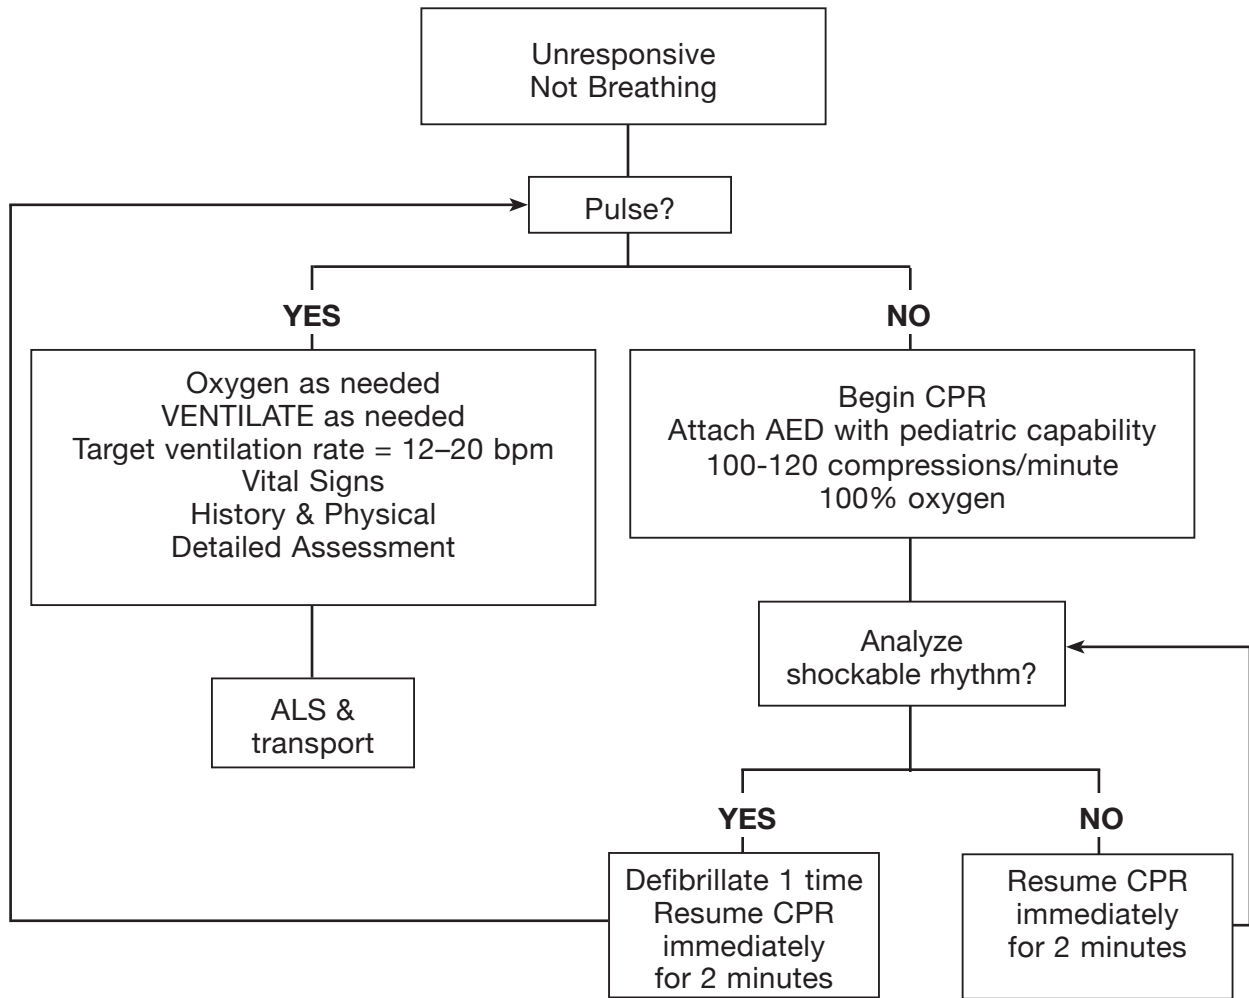 Unresponsive
Not Breathing
Pulse?
YES
NO
Oxygen as needed
VENTILATE as needed
Target ventilation rate = 12–20 bpm
Vital Signs
History & Physical
Detailed Assessment
Begin CPR
Attach AED with pediatric capability
100-120 compressions/minute
100% oxygen
ALS &
transport
Analyze
shockable rhythm?
YES
NO
Defibrillate 1 time
Resume CPR
immediately
for 2 minutes
Resume CPR
immediately
for 2 minutes